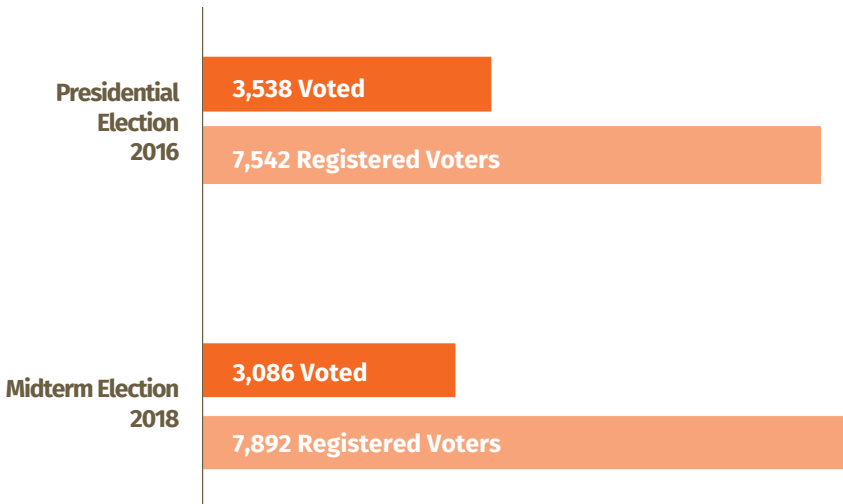 Presidential
Election
2016
3,538 Voted
7,542 Registered Voters
Midterm Election
2018
3,086 Voted
7,892 Registered Voters